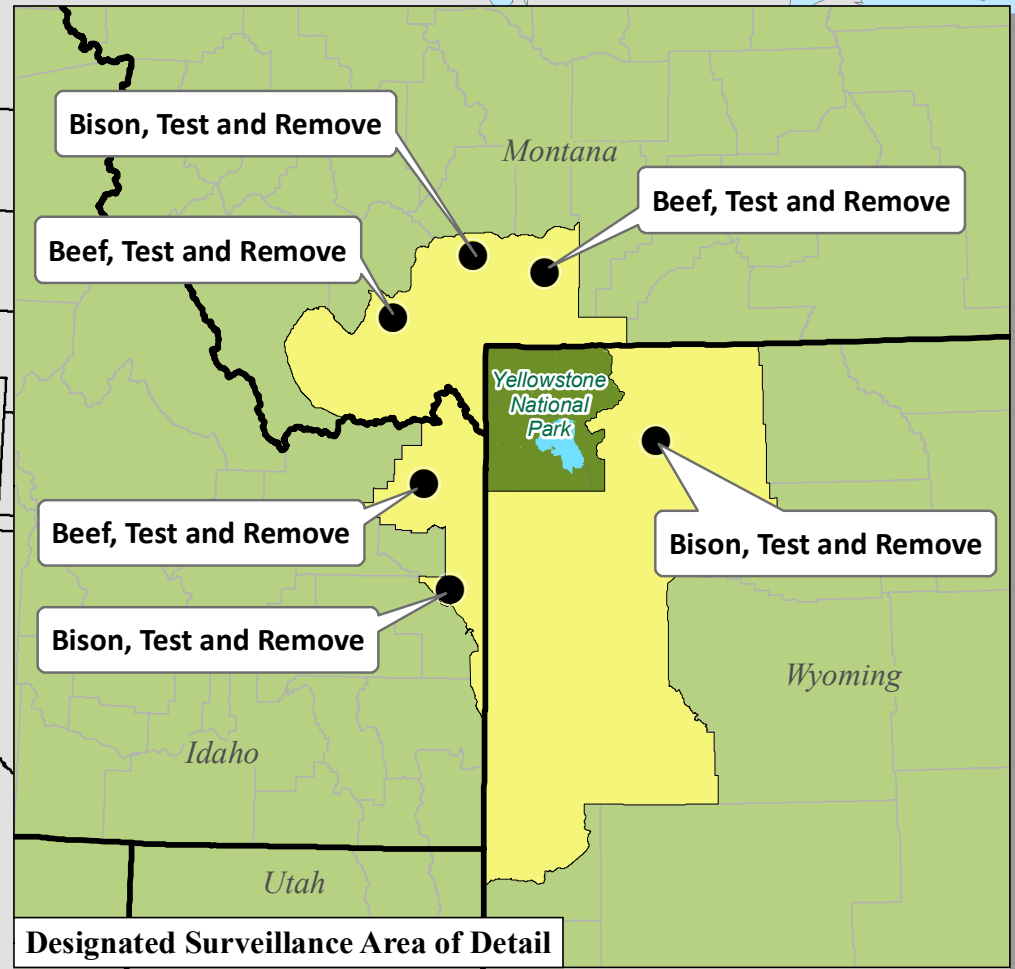 Bison, Test and Remove
Montana
Beef, Test and Remove
Beef, Test and Remove
Yellowstone
National
Park
Beef, Test and Remove
Bison, Test and Remove
Bison, Test and Remove
Wyoming
Idaho
Utah
Designated Surveillance Area of Detail